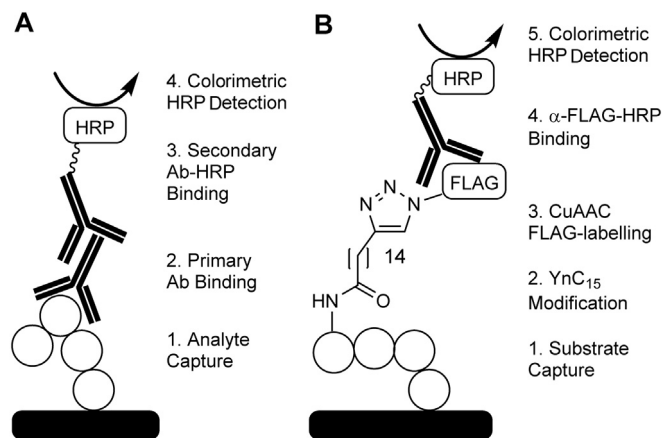 A
HRP
4. Colorimetric
HRP Detection
3. Secondary
Ab-HRP
Binding
2. Primary
Ab Binding
1. Analyte
Capture
B
HRP
FLAG
N
N
N
14
HN
O
5. Colorimetric
HRP Detection
4. α-FLAG-HRP
Binding
3. CuAAC
FLAG-labelling
2. YnC15
Modification
1. Substrate
Capture